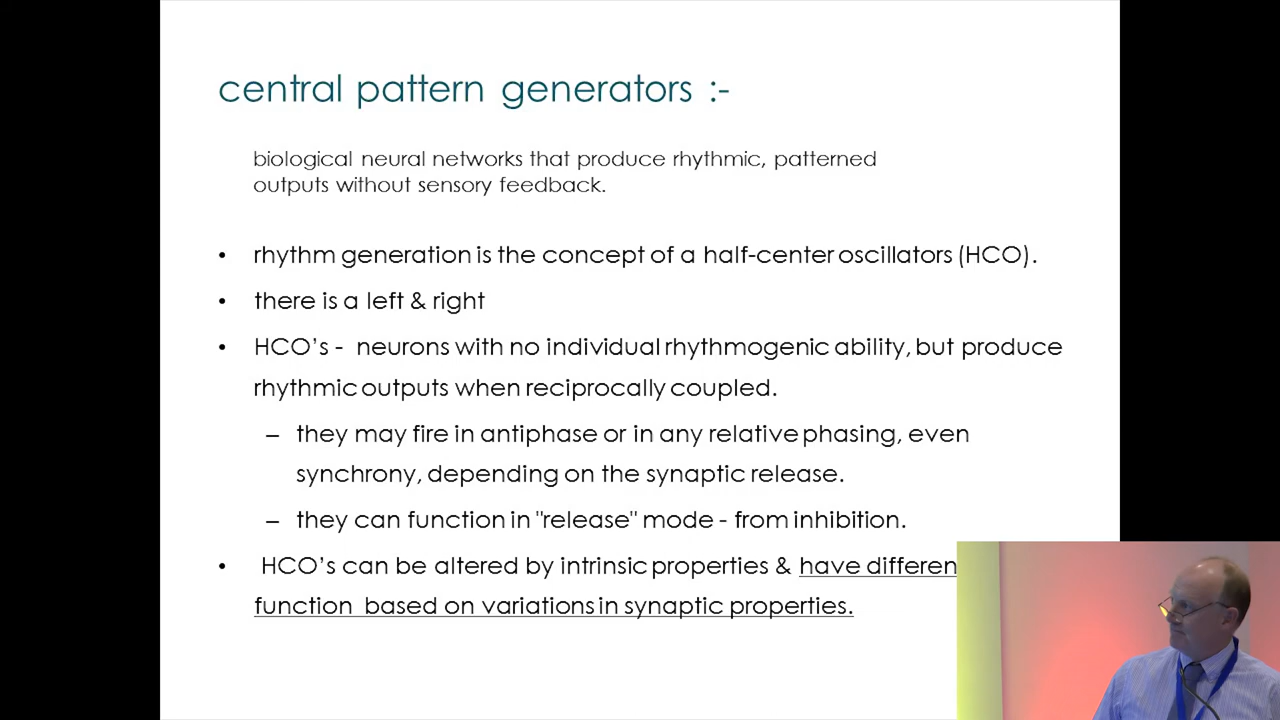 central pattern generators :-
biological neural networks that produce rhythmic, patterned
outputs without sensory feedback.
• rhythm generation is the concept of a half-center oscillators (HCO).
• there is a left & right
• HCO's - neurons with no individual rhythmogenic ability, but produce
rhythmic outputs when reciprocally coupled.
– they may fire in antiphase or in any relative phasing, even
synchrony, depending on the synaptic release.
– they can function in "release" mode - from inhibition.
• HCO's can be altered by intrinsic properties & have differen
function based on variations in synaptic properties.